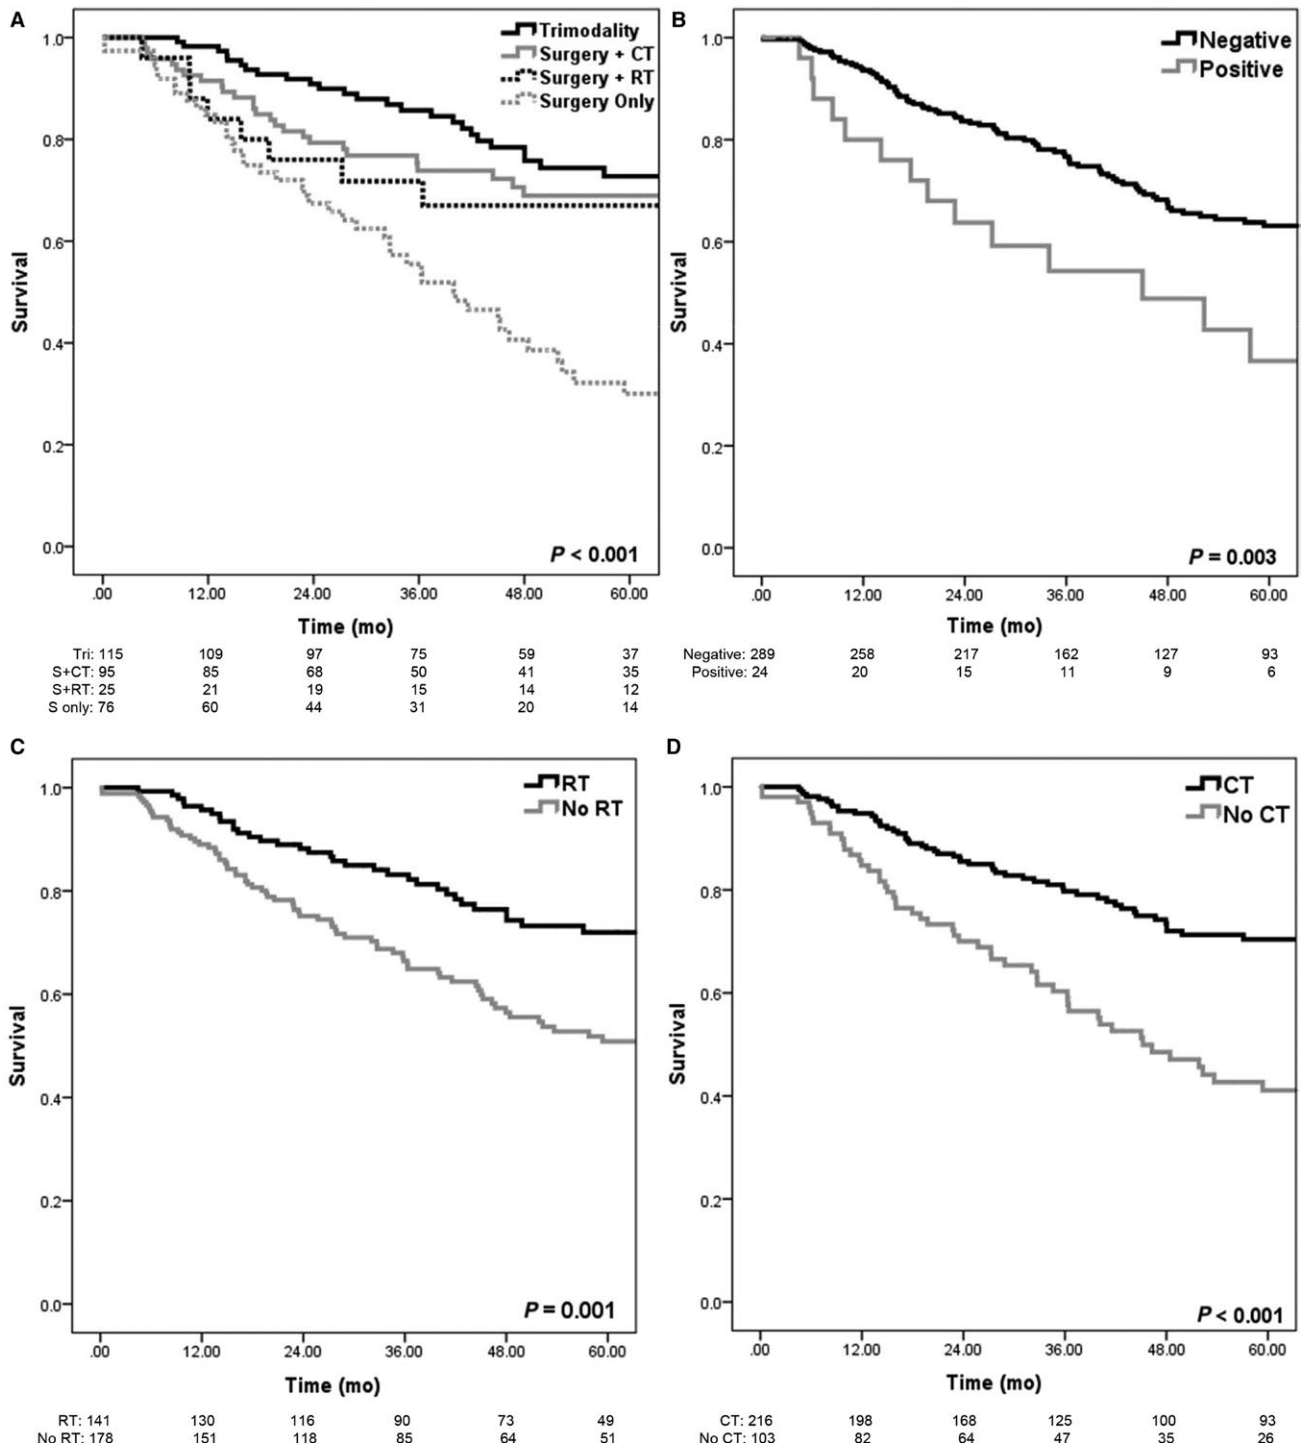 A
Trimodality
Surgery + CT
Surgery + RT
Surgery Only
1.0
0.8
0.6
0.4
0.2
0.0
Survival
P < 0.001
.00 12.00 24.00 36.00 48.00 60.00
Time (mo)
Tri: 115 109 97 75 59 37
S+CT: 95 85 68 50 41 35
S+RT: 25 21 19 15 14 12
S only: 76 60 44 31 20 14
B
Negative
Positive
1.0
0.8
0.6
0.4
0.2
0.0
Survival
P = 0.003
.00 12.00 24.00 36.00 48.00 60.00
Time (mo)
Negative: 289 258 217 162 127 93
Positive: 24 20 15 11 9 6
C
RT
No RT
1.0
0.8
0.6
0.4
0.2
0.0
Survival
P = 0.001
.00 12.00 24.00 36.00 48.00 60.00
Time (mo)
RT: 141 130 116 90 73 49
No RT: 178 151 118 85 64 51
D
CT
No CT
1.0
0.8
0.6
0.4
0.2
0.0
Survival
P < 0.001
.00 12.00 24.00 36.00 48.00 60.00
Time (mo)
CT: 216 198 168 125 100 93
No CT: 103 82 64 47 35 26